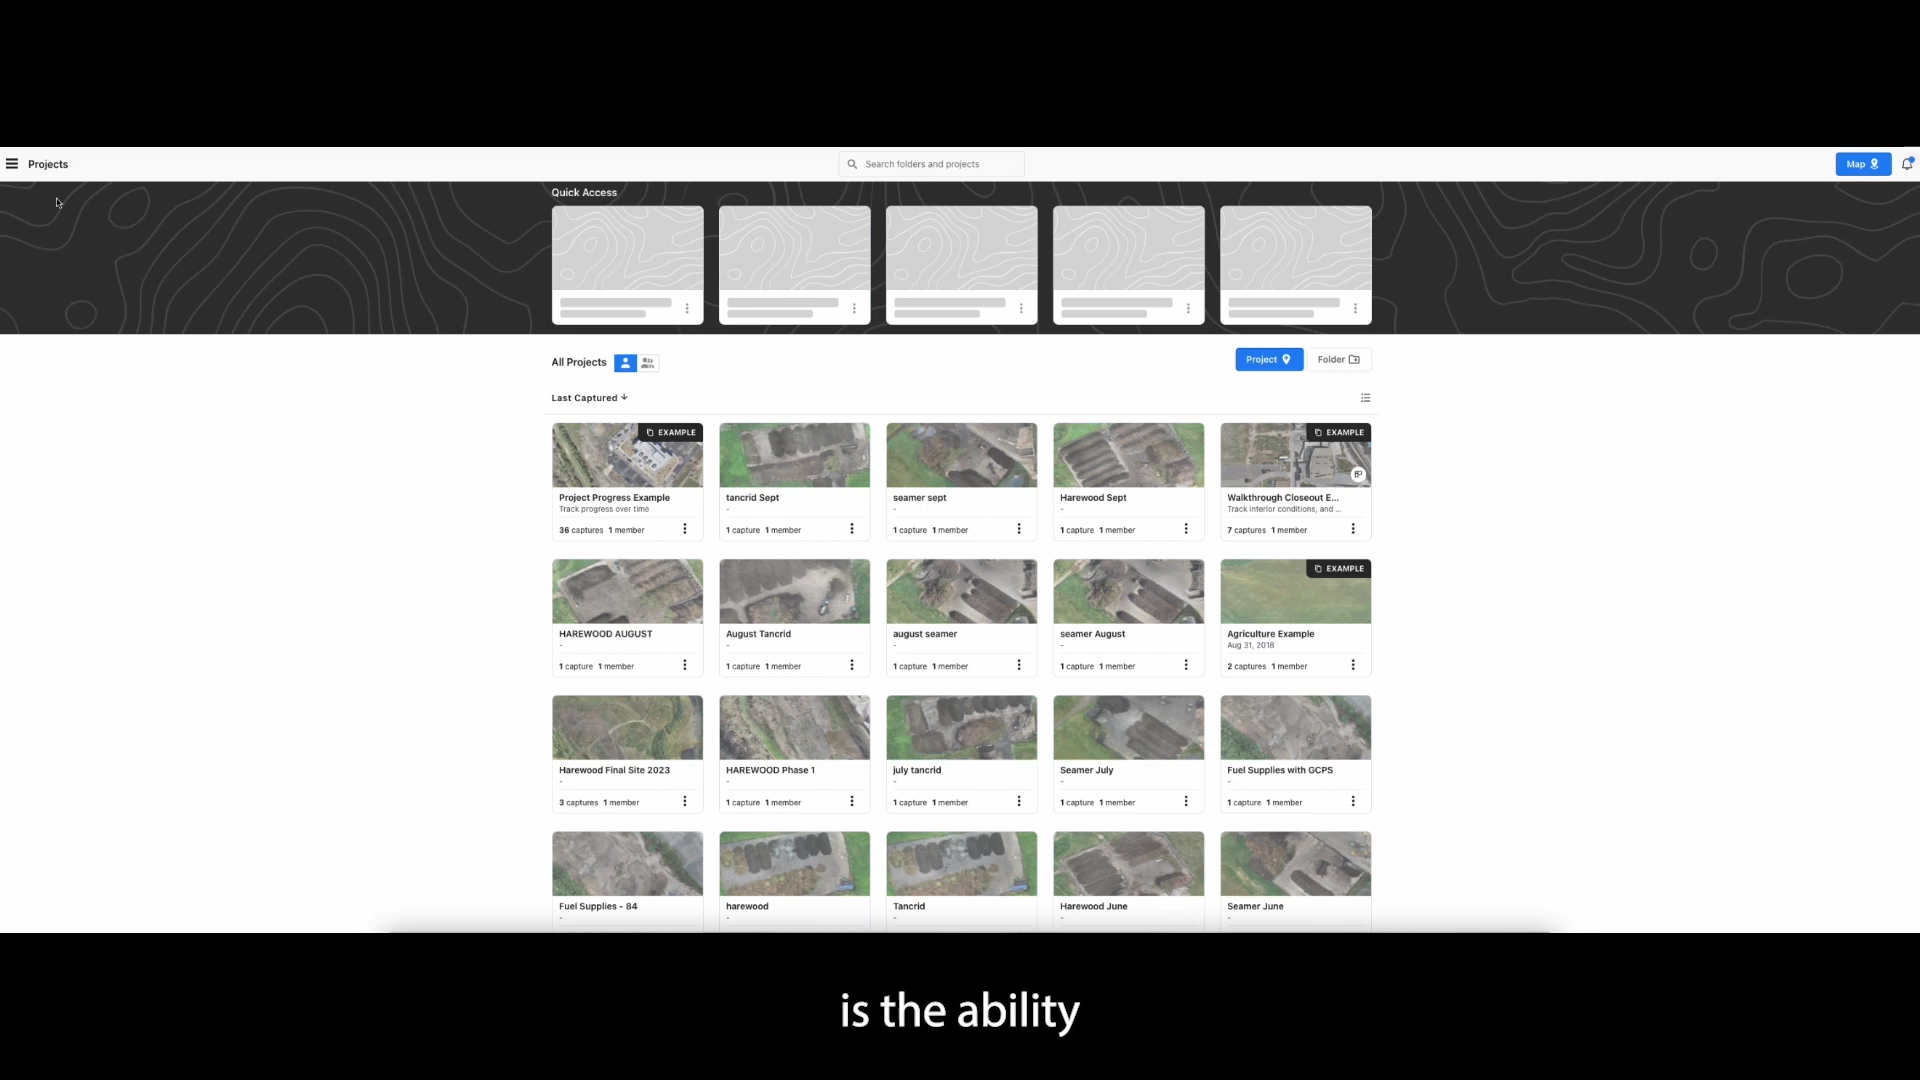 Projects
Search folders and projects
Map
Quick Access
All Projects
Project
Folder
Last Captured
EXAMPLE
Project Progress Example
Track progress over time
36 captures 1 member
tancrid Sept
-
1 capture 1 member
seamer sept
-
1 capture 1 member
Harewood Sept
-
1 capture 1 member
EXAMPLE
Walkthrough Closeout E...
Track interior conditions, and ...
7 captures 1 member
HAREWOOD AUGUST
-
1 capture 1 member
August Tancrid
-
1 capture 1 member
august seamer
-
1 capture 1 member
seamer August
-
1 capture 1 member
EXAMPLE
Agriculture Example
Aug 31, 2018
2 captures 1 member
Harewood Final Site 2023
-
3 captures 1 member
HAREWOOD Phase 1
-
1 capture 1 member
july tancrid
-
1 capture 1 member
Seamer July
-
1 capture 1 member
Fuel Supplies with GCPS
-
1 capture 1 member
Fuel Supplies - 84
-
harewood
-
Tancrid
-
Harewood June
-
Seamer June
-
is the ability